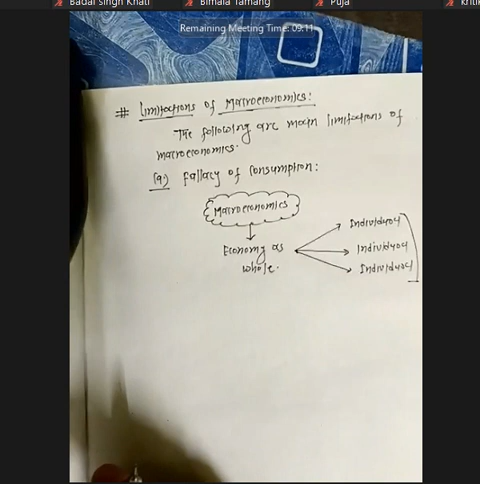 Badal singh Khati
Bimala Tamang
Puja
kritik
Remaining Meeting Time: 09:11
# Limitations of Macroeconomics:
The following are main limitations of
macroeconomics.
(a.) Fallacy of Consumption:
Macroeconomics
Economy as
whole.
Individual
Individual
Individual